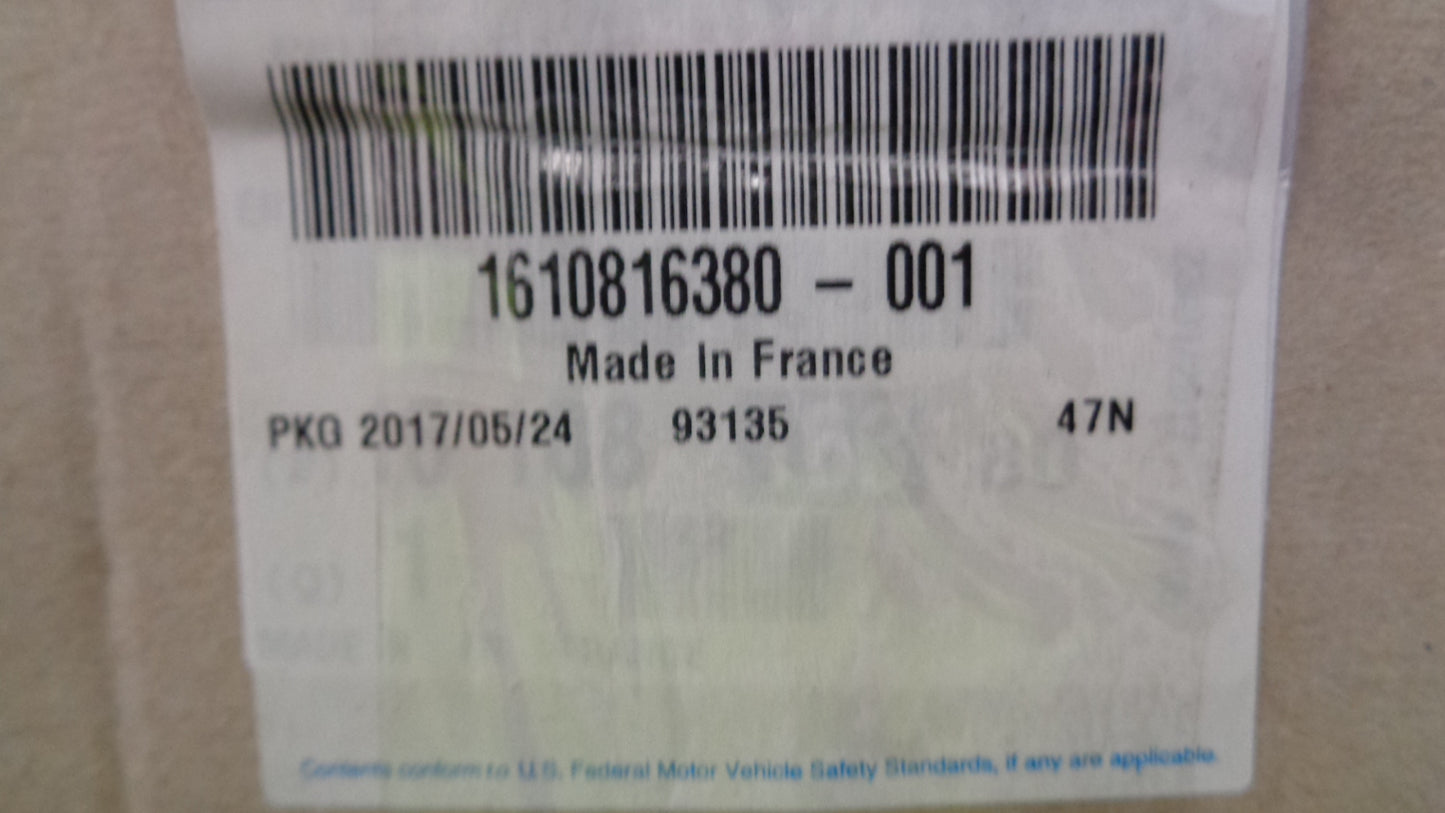 1610816380 – 001
Made In France
PKG 2017/05/24 93135 47N
Contents conform to U.S. Federal Motor Vehicle Safety Standards, if any are applicable.